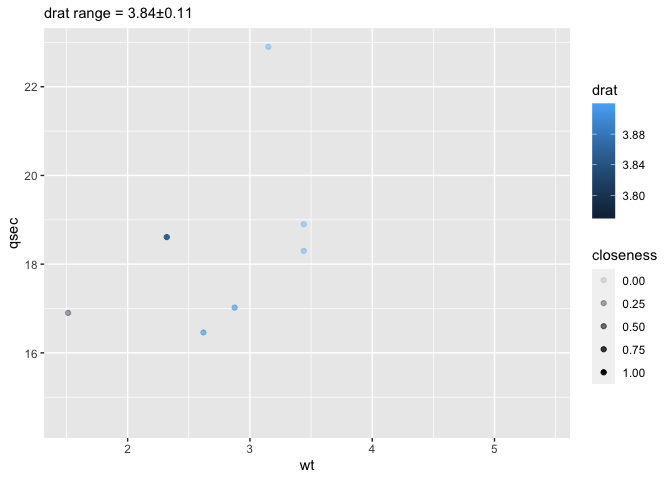 drat range = 3.84±0.11
22
20
18
16
qsec
2 3 4 5
wt
drat
3.88
3.84
3.80
closeness
0.00
0.25
0.50
0.75
1.00